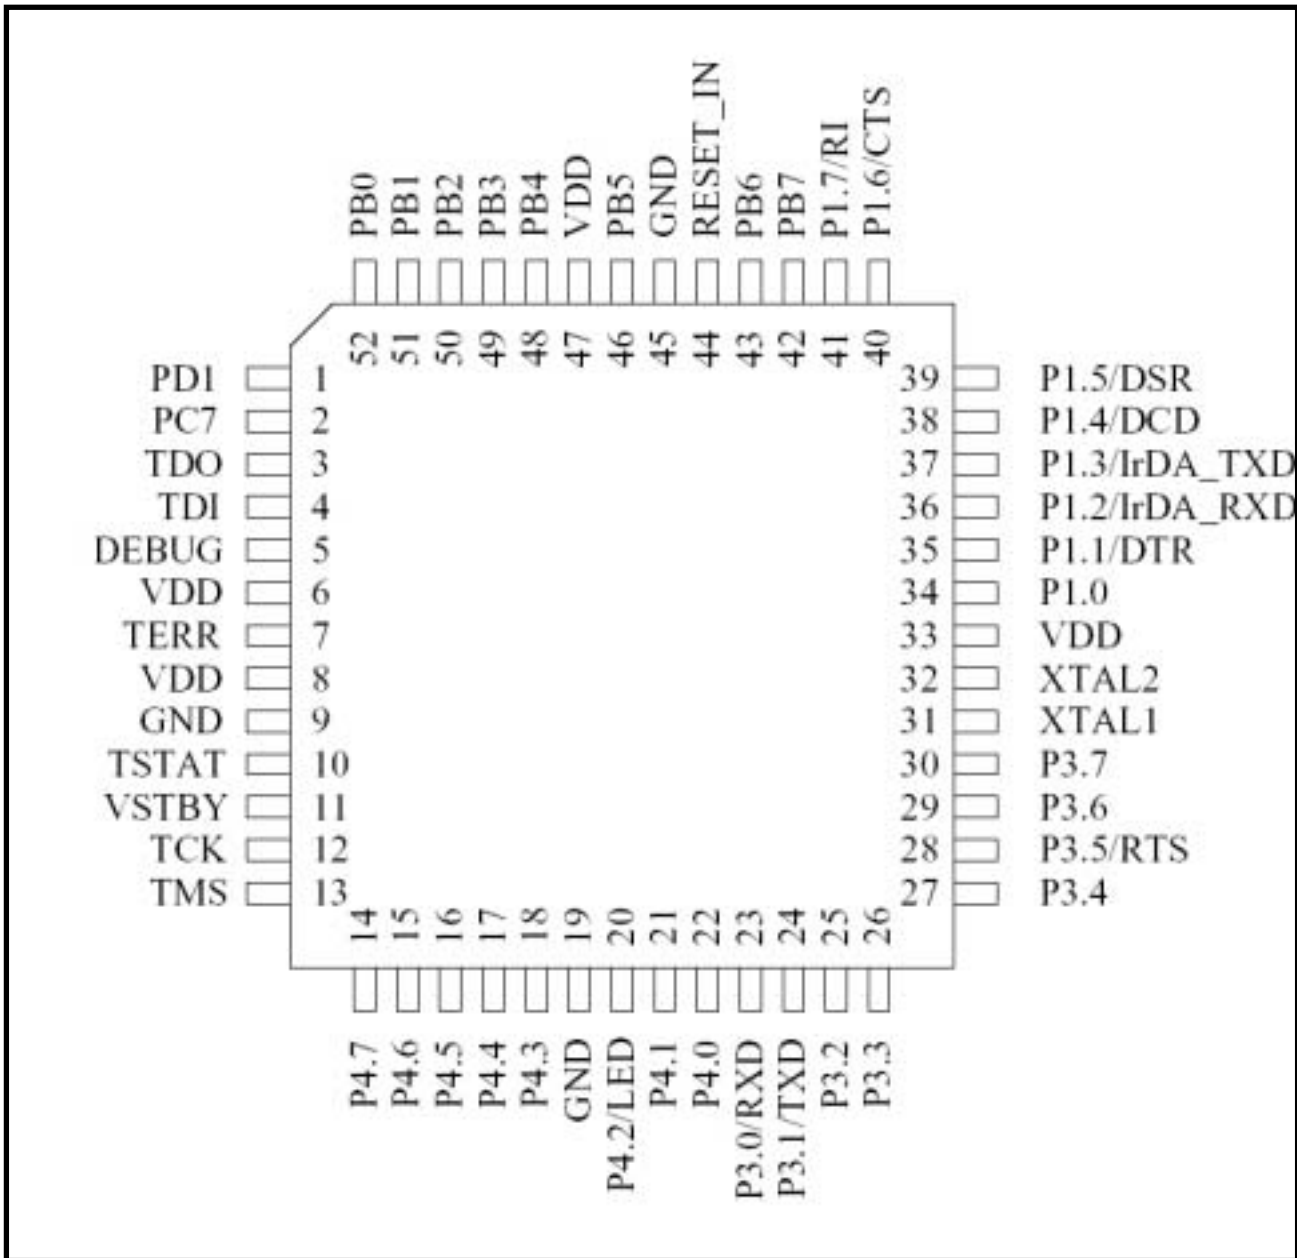 PB0
PB1
PB2
PB3
PB4
VDD
PB5
GND
RESET_IN
PB6
PB7
P1.7/RI
P1.6/CTS
52
51
50
49
48
47
46
45
44
43
42
41
40
PD1
1
PC7
2
TDO
3
TDI
4
DEBUG
5
VDD
6
TERR
7
VDD
8
GND
9
TSTAT
10
VSTBY
11
TCK
12
TMS
13
39
P1.5/DSR
38
P1.4/DCD
37
P1.3/IrDA_TXD
36
P1.2/IrDA_RXD
35
P1.1/DTR
34
P1.0
33
VDD
32
XTAL2
31
XTAL1
30
P3.7
29
P3.6
28
P3.5/RTS
27
P3.4
14
15
16
17
18
19
20
21
22
23
24
25
26
P4.7
P4.6
P4.5
P4.4
P4.3
GND
P4.2/LED
P4.1
P4.0
P3.0/RXD
P3.1/TXD
P3.2
P3.3